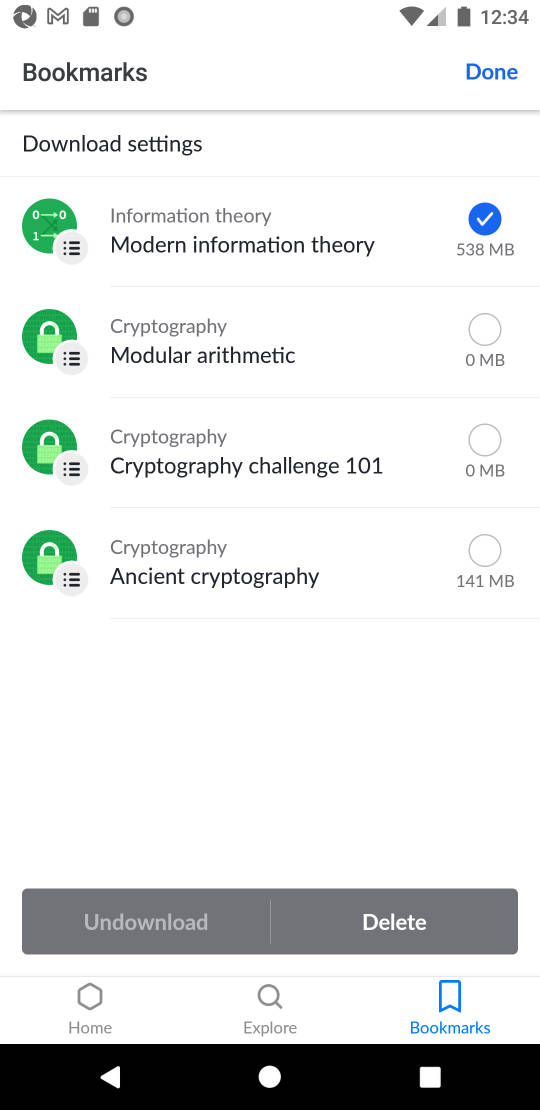 12:34
Bookmarks
Done
Download settings
0→0
1→
Information theory
Modern information theory
538 MB
Cryptography
Modular arithmetic
0 MB
Cryptography
Cryptography challenge 101
0 MB
Cryptography
Ancient cryptography
141 MB
Undownload
Delete
Home
Explore
Bookmarks